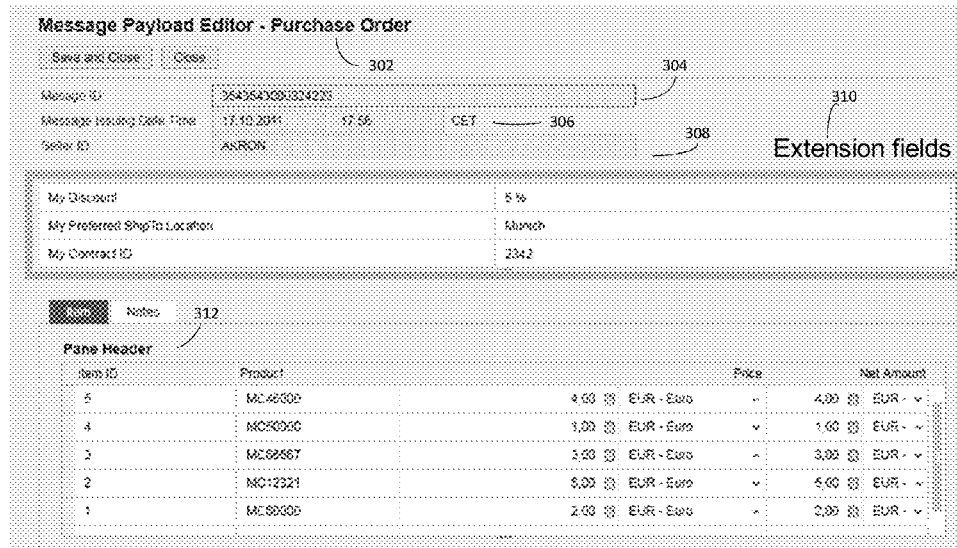 Message Payload Editor - Purchase Order
Save and Close Close
302
304
Message ID
306
310
Message Issuing Date Time 17.10.2011 17:56 CET
308
Seller ID AKRON
Extension fields
My Discount 5 %
My Preferred ShipTo Location Munich
My Contract ID 2342
Item Notes
312
Pane Header
Item ID Product Price Net Amount
5 4,00 EUR - Euro 4,00 EUR -
4 1,00 EUR - Euro 1,00 EUR -
3 3,00 EUR - Euro 3,00 EUR -
2 MC12321 5,00 EUR - Euro 5,00 EUR -
1 2,00 EUR - Euro 2,00 EUR -